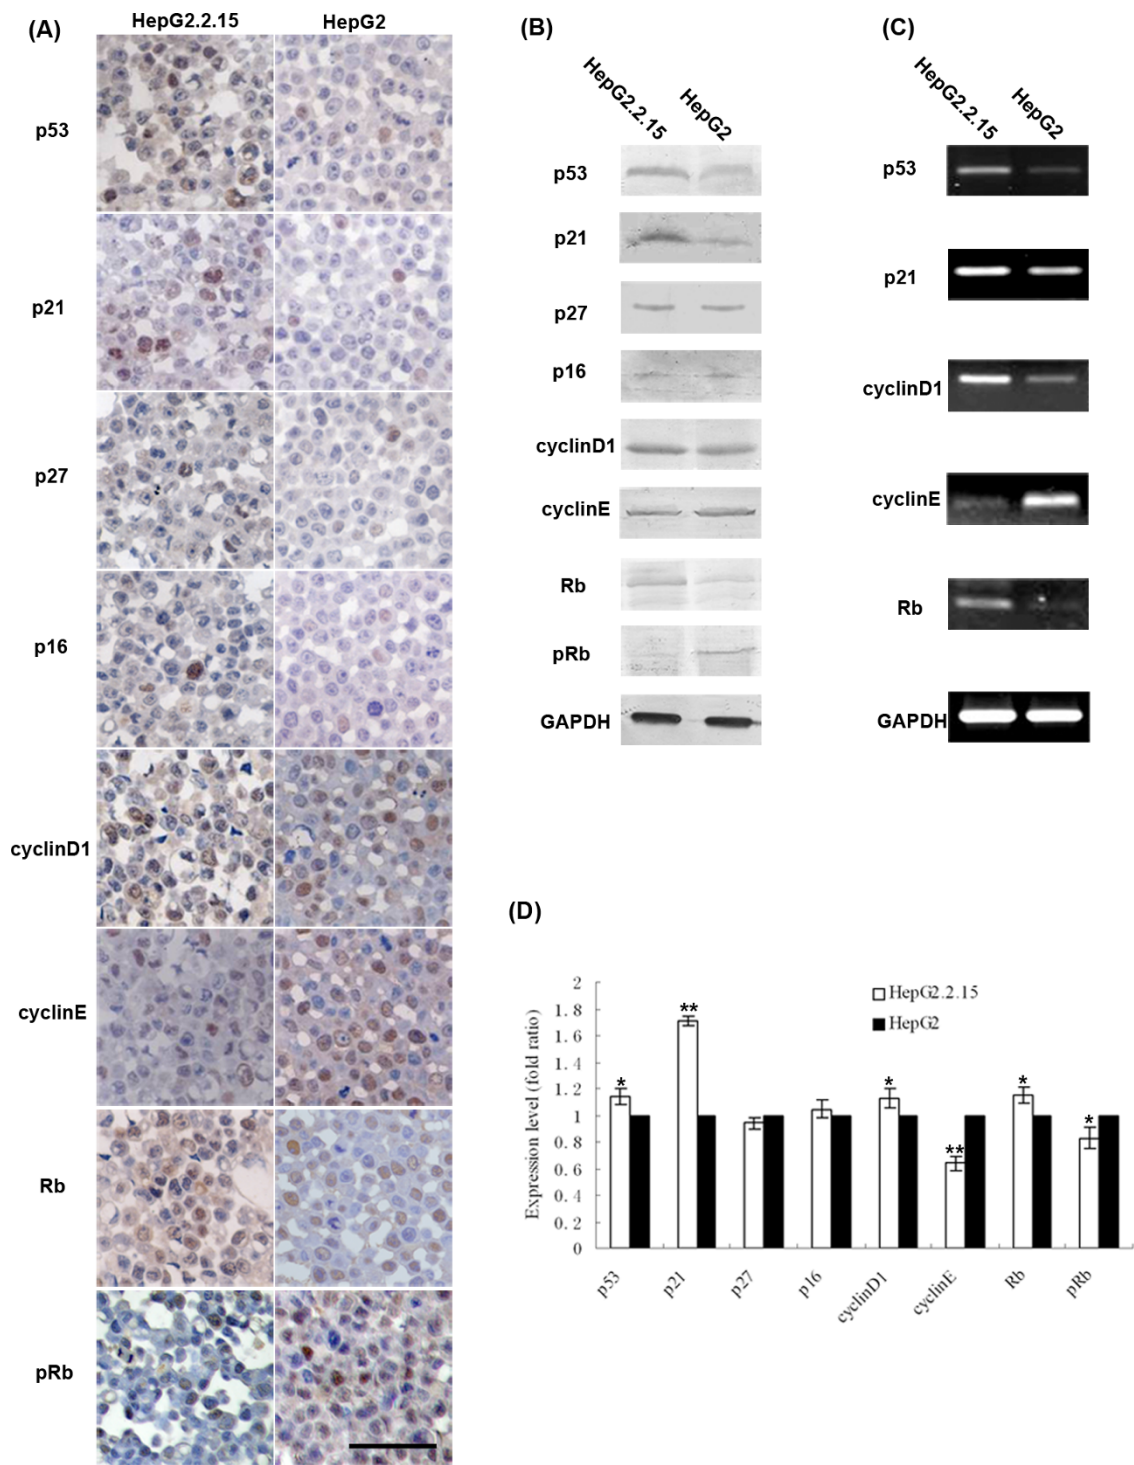 (A)
HepG2.2.15 HepG2
p53
p21
p27
p16
cyclinD1
cyclinE
Rb
pRb
(B)
HepG2.2.15 HepG2
p53
p21
p27
p16
cyclinD1
cyclinE
Rb
pRb
GAPDH
(C)
HepG2.2.15 HepG2
p53
p21
cyclinD1
cyclinE
Rb
GAPDH
(D)
Expression level (fold ratio)
2
1.8
1.6
1.4
1.2
1
0.8
0.6
0.4
0.2
0
HepG2.2.15
HepG2
* ** * ** * *
p53 p21 p27 p16 cyclinD1 cyclinE Rb pRb